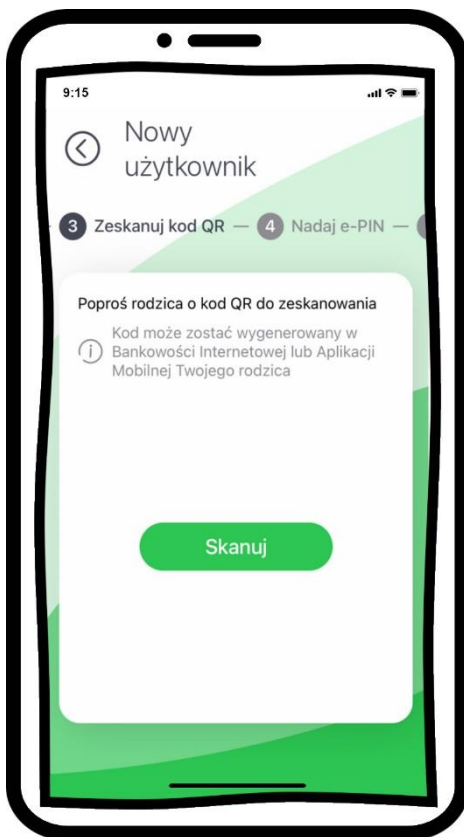 9:15
Nowy
użytkownik
3 Zeskanuj kod QR — 4 Nadaj e-PIN —
Poproś rodzica o kod QR do zeskanowania
Kod może zostać wygenerowany w
Bankowości Internetowej lub Aplikacji
Mobilnej Twojego rodzica
Skanuj